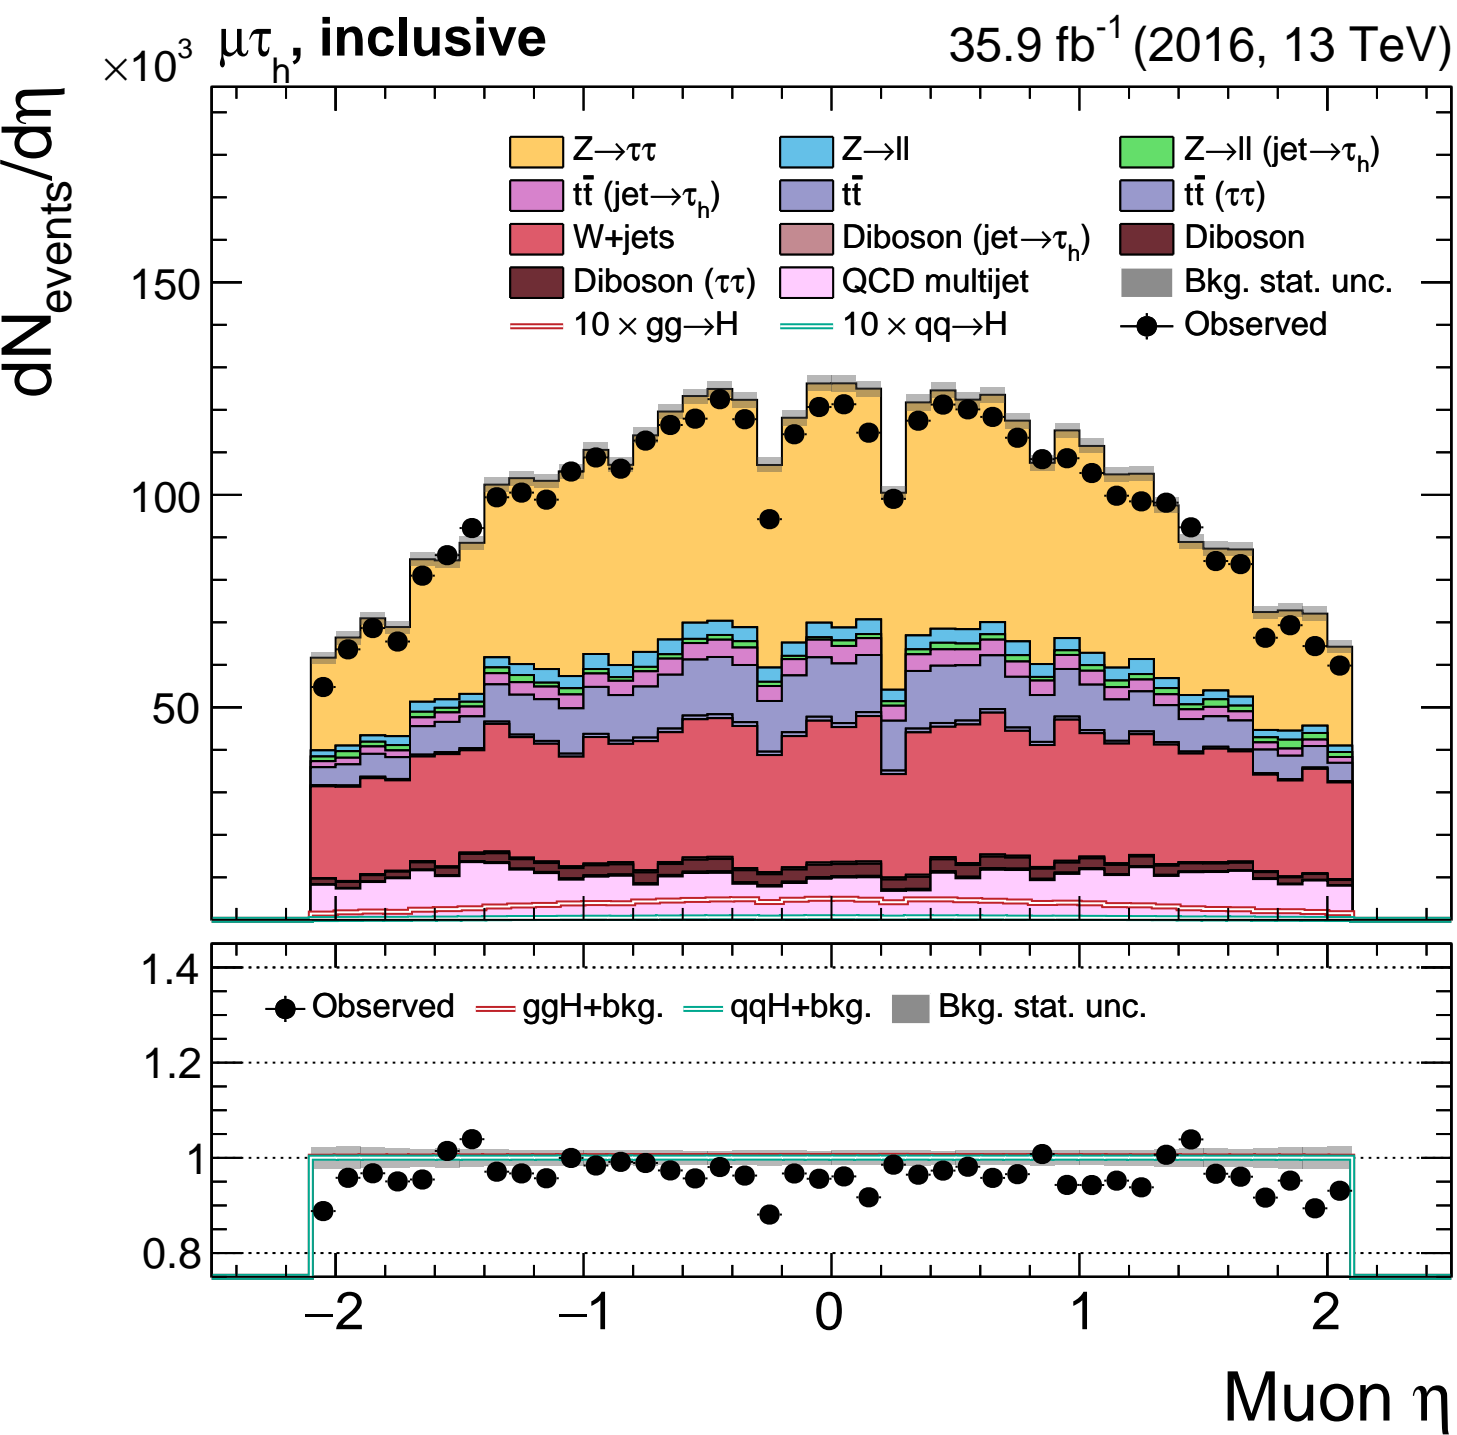 ×10³ μτₕ, inclusive 35.9 fb⁻¹ (2016, 13 TeV)
dN_events/dη
Z→ττ Z→ll Z→ll (jet→τₕ)
tt̄ (jet→τₕ) tt̄ tt̄ (ττ)
W+jets Diboson (jet→τₕ) Diboson
Diboson (ττ) QCD multijet Bkg. stat. unc.
10 × gg→H 10 × qq→H Observed
150
100
50
1.4
Observed ggH+bkg. qqH+bkg. Bkg. stat. unc.
1.2
1
0.8
−2 −1 0 1 2
Muon η